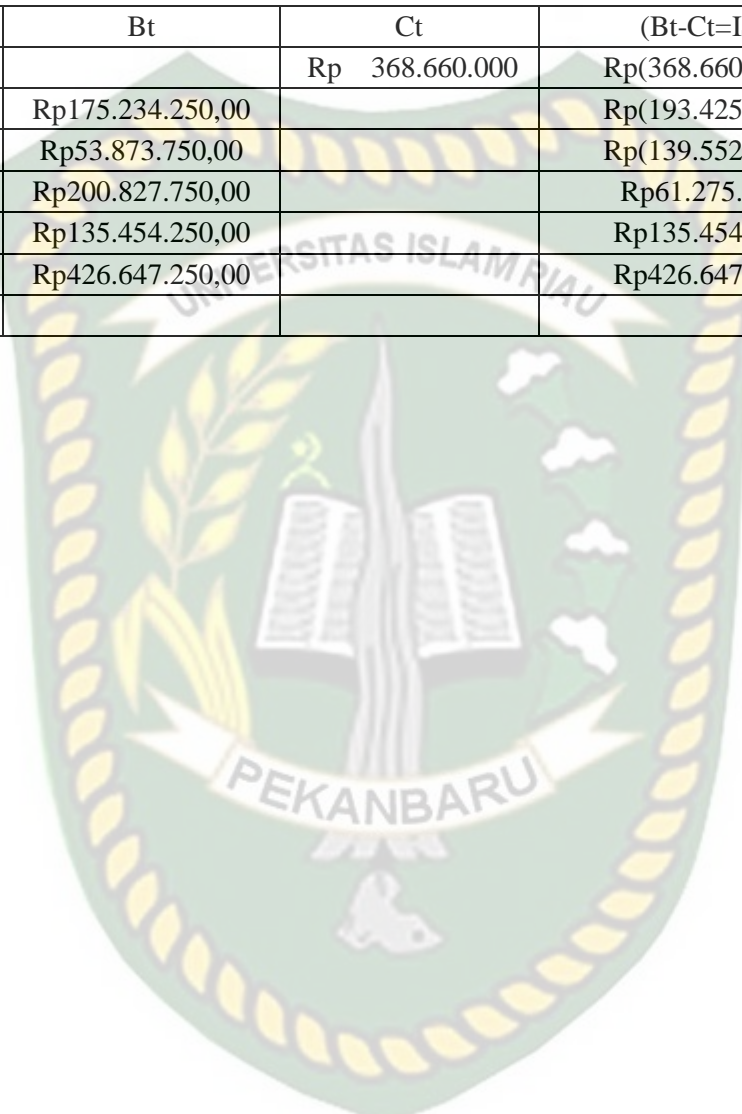 Bt Ct (Bt-Ct=I
Rp 368.660.000 Rp(368.660
Rp175.234.250,00 Rp(193.425
Rp53.873.750,00 Rp(139.552
Rp200.827.750,00 Rp61.275.
Rp135.454.250,00 Rp135.454
Rp426.647.250,00 Rp426.647
UNIVERSITAS ISLAM RIAU
PEKANBARU